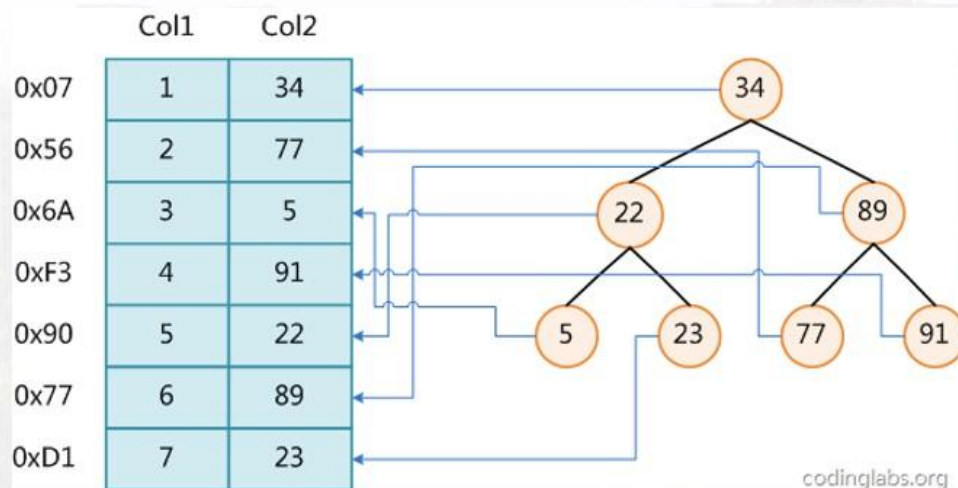 Col1 Col2
0x07 1 34 34
0x56 2 77
0x6A 3 5 22 89
0xF3 4 91
0x90 5 22 5 23 77 91
0x77 6 89
0xD1 7 23
codinglabs.org